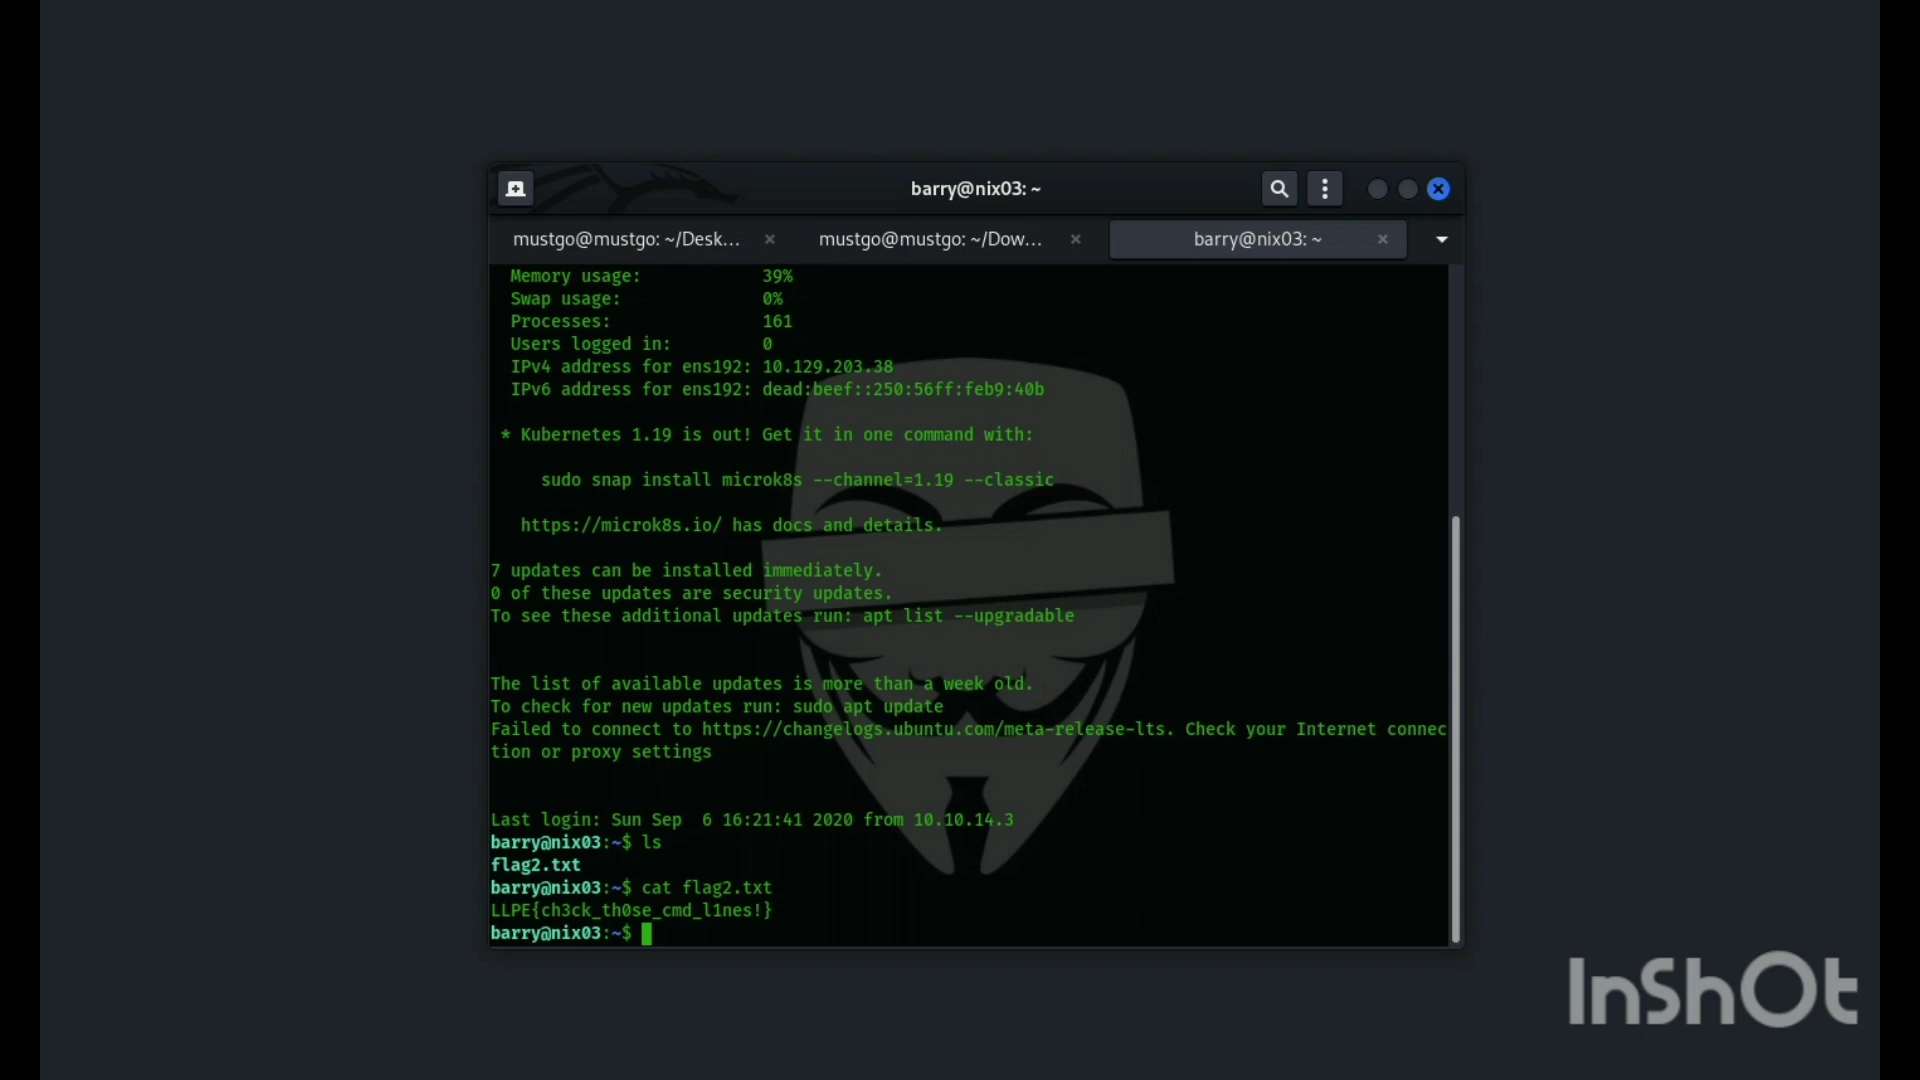 barry@nix03: ~
mustgo@mustgo: ~/Desk... × mustgo@mustgo: ~/Dow... × barry@nix03: ~ ×
Memory usage: 39%
Swap usage: 0%
Processes: 161
Users logged in: 0
IPv4 address for ens192: 10.129.203.38
IPv6 address for ens192: dead:beef::250:56ff:feb9:40b
* Kubernetes 1.19 is out! Get it in one command with:
sudo snap install microk8s --channel=1.19 --classic
https://microk8s.io/ has docs and details.
7 updates can be installed immediately.
0 of these updates are security updates.
To see these additional updates run: apt list --upgradable
The list of available updates is more than a week old.
To check for new updates run: sudo apt update
Failed to connect to https://changelogs.ubuntu.com/meta-release-lts. Check your Internet connec
tion or proxy settings
Last login: Sun Sep  6 16:21:41 2020 from 10.10.14.3
barry@nix03:~$ ls
flag2.txt
barry@nix03:~$ cat flag2.txt
LLPE{ch3ck_th0se_cmd_l1nes!}
barry@nix03:~$
InShOt